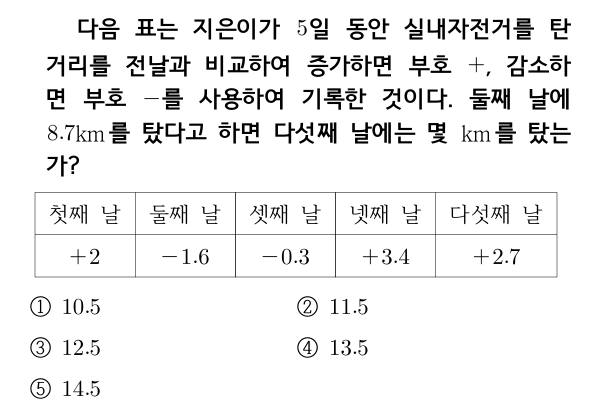 다음 표는 지은이가 5일 동안 실내자전거를 탄
거리를 전날과 비교하여 증가하면 부호 +, 감소하
면 부호 −를 사용하여 기록한 것이다. 둘째 날에
8.7km를 탔다고 하면 다섯째 날에는 몇 km를 탔는
가?
첫째 날 둘째 날 셋째 날 넷째 날 다섯째 날
+2 −1.6 −0.3 +3.4 +2.7
① 10.5 ② 11.5
③ 12.5 ④ 13.5
⑤ 14.5